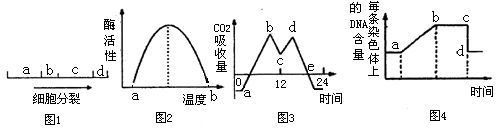 a b c d
细胞分裂
图1
酶活性
a 温度 b
图2
CO2
吸收量
b d
c
a e
0 12 24
时间
图3
每条染色体上
的DNA含量
a b c
d
0 时间
图4